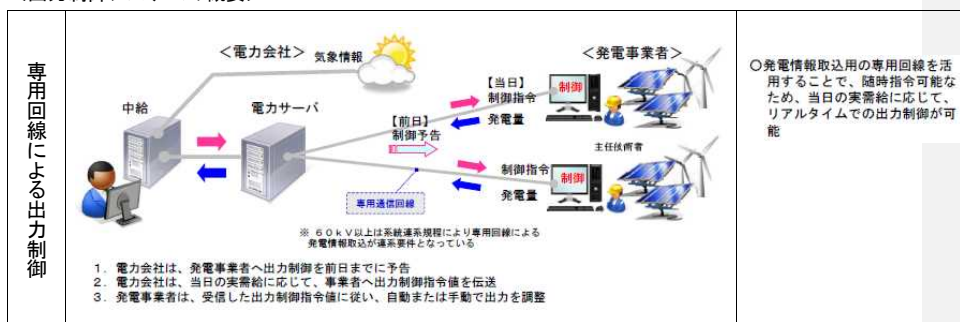 専用回線による出力制御
＜電力会社＞
気象情報
＜発電事業者＞
中給
電力サーバ
【当日】
制御指令
発電量
制御
【前日】
制御予告
主任技術者
制御指令
発電量
制御
専用通信回線
※ ６０ｋＶ以上は系統連系規程により専用回線による
発電情報取込が連系要件となっている
１．電力会社は、発電事業者へ出力制御を前日までに予告
２．電力会社は、当日の実需給に応じて、事業者へ出力制御指令値を伝送
３．発電事業者は、受信した出力制御指令値に従い、自動または手動で出力を調整
○発電情報取込用の専用回線を活
用することで、随時指令可能な
ため、当日の実需給に応じて、
リアルタイムでの出力制御が可
能